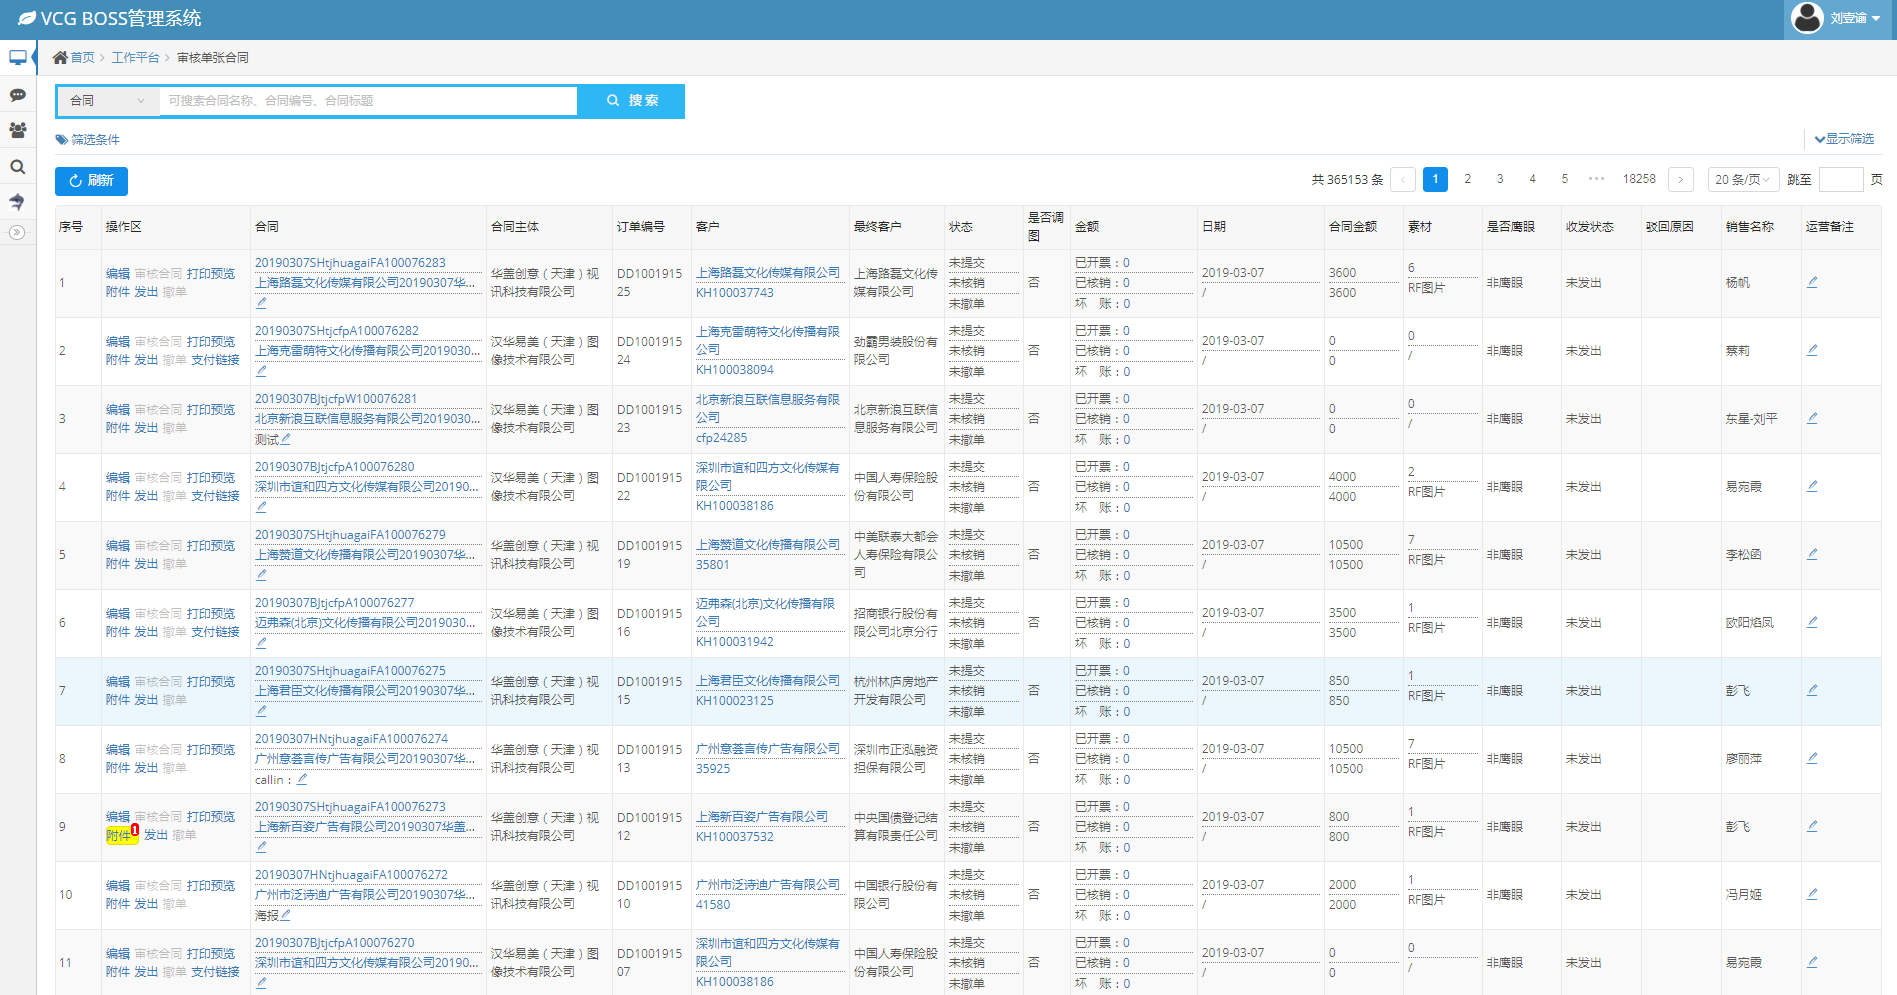 VCG BOSS管理系统
刘壹谕
首页 > 工作平台 > 审核单张合同
合同 可搜索合同名称、合同编号、合同标题 搜 索
筛选条件
显示筛选
刷新
共 365153 条 < 1 2 3 4 5 ••• 18258 > 20 条/页 跳至 页
序号 操作区 合同 合同主体 订单编号 客户 最终客户 状态 是否调图 金额 日期 合同金额 素材 是否鹰眼 收发状态 驳回原因 销售名称 运营备注
1 编辑 审核合同 打印预览 附件 发出 撤单 20190307SHtjhuagaiFA100076283 上海路磊文化传媒有限公司20190307华... 华盖创意（天津）视讯科技有限公司 DD100191525 上海路磊文化传媒有限公司 KH100037743 上海路磊文化传媒有限公司 未提交 未核销 未撤单 否 已开票：0 已核销：0 坏 账：0 2019-03-07 / 3600 3600 6 RF图片 非鹰眼 未发出 杨帆
2 编辑 审核合同 打印预览 附件 发出 撤单 支付链接 20190307SHtjcfpA100076282 上海克雷萌特文化传播有限公司2019030... 汉华易美（天津）图像技术有限公司 DD100191524 上海克雷萌特文化传播有限公司 KH100038094 劲霸男装股份有限公司 未提交 未核销 未撤单 否 已开票：0 已核销：0 坏 账：0 2019-03-07 / 0 0 0 / 非鹰眼 未发出 蔡莉
3 编辑 审核合同 打印预览 附件 发出 撤单 20190307BJtjcfpW100076281 北京新浪互联信息服务有限公司2019030... 测试 汉华易美（天津）图像技术有限公司 DD100191523 北京新浪互联信息服务有限公司 cfp24285 北京新浪互联信息服务有限公司 未提交 未核销 未撤单 否 已开票：0 已核销：0 坏 账：0 2019-03-07 / 0 0 0 / 非鹰眼 未发出 东星-刘平
4 编辑 审核合同 打印预览 附件 发出 撤单 支付链接 20190307BJtjcfpA100076280 深圳市谊和四方文化传媒有限公司20190... 汉华易美（天津）图像技术有限公司 DD100191522 深圳市谊和四方文化传媒有限公司 KH100038186 中国人寿保险股份有限公司 未提交 未核销 未撤单 否 已开票：0 已核销：0 坏 账：0 2019-03-07 / 4000 4000 2 RF图片 非鹰眼 未发出 易宛霞
5 编辑 审核合同 打印预览 附件 发出 撤单 20190307SHtjhuagaiFA100076279 上海赞道文化传播有限公司20190307华... 华盖创意（天津）视讯科技有限公司 DD100191519 上海赞道文化传播有限公司 35801 中美联泰大都会人寿保险有限公司 未提交 未核销 未撤单 否 已开票：0 已核销：0 坏 账：0 2019-03-07 / 10500 10500 7 RF图片 非鹰眼 未发出 李松函
6 编辑 审核合同 打印预览 附件 发出 撤单 支付链接 20190307BJtjcfpA100076277 迈弗森(北京)文化传播有限公司2019030... 汉华易美（天津）图像技术有限公司 DD100191516 迈弗森(北京)文化传播有限公司 KH100031942 招商银行股份有限公司北京分行 未提交 未核销 未撤单 否 已开票：0 已核销：0 坏 账：0 2019-03-07 / 3500 3500 1 RF图片 非鹰眼 未发出 欧阳焰凤
7 编辑 审核合同 打印预览 附件 发出 撤单 20190307SHtjhuagaiFA100076275 上海君臣文化传播有限公司20190307华... 华盖创意（天津）视讯科技有限公司 DD100191515 上海君臣文化传播有限公司 KH100023125 杭州林庐房地产开发有限公司 未提交 未核销 未撤单 否 已开票：0 已核销：0 坏 账：0 2019-03-07 / 850 850 1 RF图片 非鹰眼 未发出 彭飞
8 编辑 审核合同 打印预览 附件 发出 撤单 20190307HNtjhuagaiFA100076274 广州意荟言传广告有限公司20190307华... callin： 华盖创意（天津）视讯科技有限公司 DD100191513 广州意荟言传广告有限公司 35925 深圳市正泓融资担保有限公司 未提交 未核销 未撤单 否 已开票：0 已核销：0 坏 账：0 2019-03-07 / 10500 10500 7 RF图片 非鹰眼 未发出 廖丽萍
9 编辑 审核合同 打印预览 附件1 发出 撤单 20190307SHtjhuagaiFA100076273 上海新百姿广告有限公司20190307华盖... 华盖创意（天津）视讯科技有限公司 DD100191512 上海新百姿广告有限公司 KH100037532 中央国债登记结算有限责任公司 未提交 未核销 未撤单 否 已开票：0 已核销：0 坏 账：0 2019-03-07 / 800 800 1 RF图片 非鹰眼 未发出 彭飞
10 编辑 审核合同 打印预览 附件 发出 撤单 20190307HNtjhuagaiFA100076272 广州市泛诗迪广告有限公司20190307华... 海报 华盖创意（天津）视讯科技有限公司 DD100191510 广州市泛诗迪广告有限公司 41580 中国银行股份有限公司 未提交 未核销 未撤单 否 已开票：0 已核销：0 坏 账：0 2019-03-07 / 2000 2000 1 RF图片 非鹰眼 未发出 冯月姬
11 编辑 审核合同 打印预览 附件 发出 撤单 支付链接 20190307BJtjcfpA100076270 深圳市谊和四方文化传媒有限公司20190... 汉华易美（天津）图像技术有限公司 DD100191507 深圳市谊和四方文化传媒有限公司 KH100038186 中国人寿保险股份有限公司 未提交 未核销 未撤单 否 已开票：0 已核销：0 坏 账：0 2019-03-07 / 0 0 0 / 非鹰眼 未发出 易宛霞